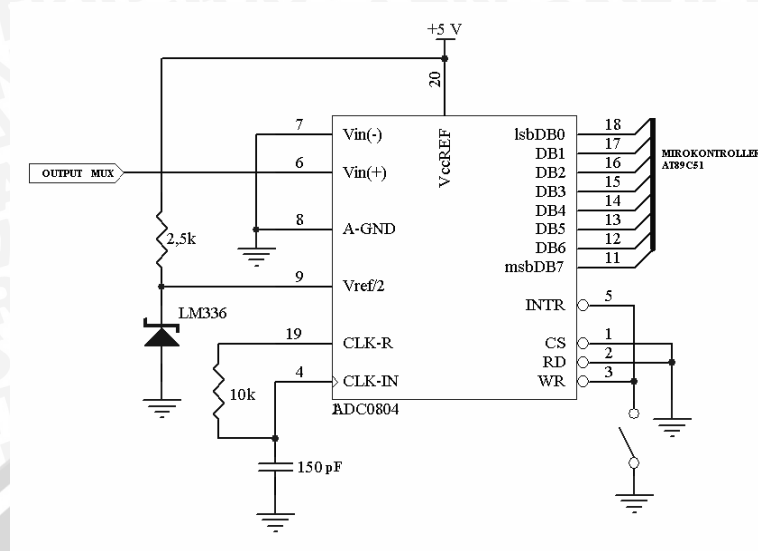 +5 V
20
VccREF
7
Vin(-)
6
Vin(+)
OUTPUT MUX
8
A-GND
2,5k
9
Vref/2
LM336
19
CLK-R
4
CLK-IN
10k
1
ADC0804
150 pF
lsbDB0
18
DB1
17
DB2
16
DB3
15
DB4
14
DB5
13
DB6
12
msbDB7
11
MIROKONTROLLER
AT89C51
INTR
5
CS
1
RD
2
WR
3